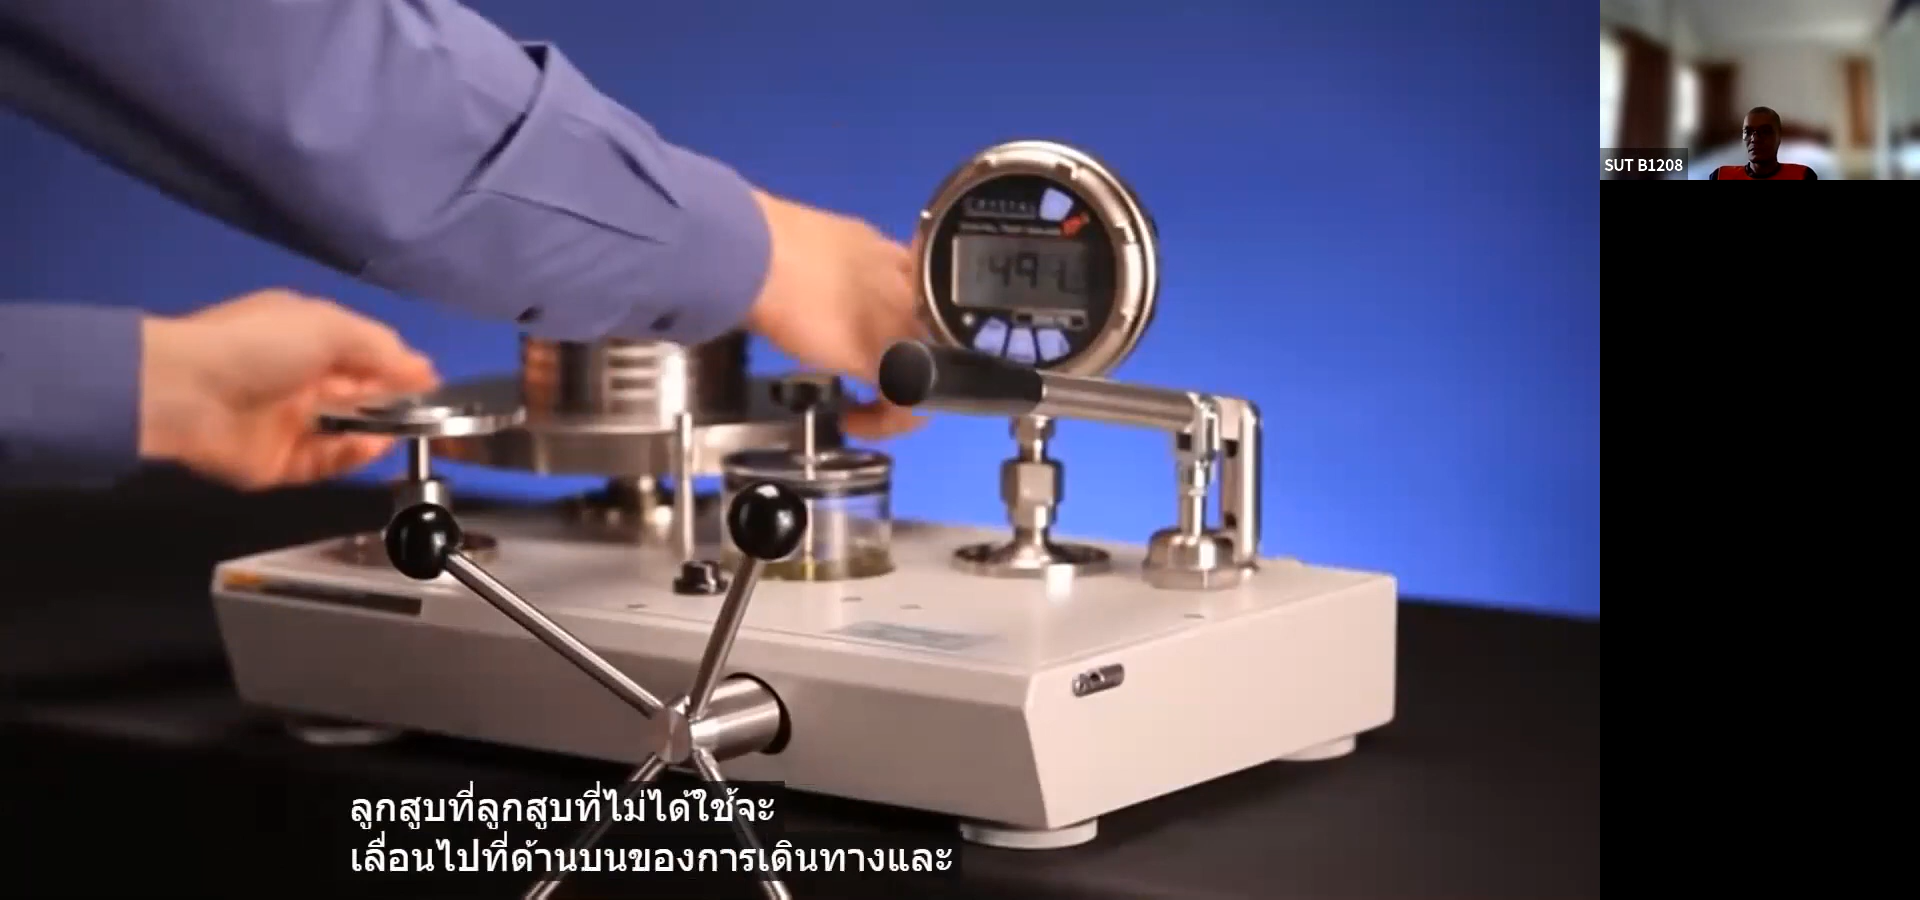 CRYSTAL
491
SUT B1208
ลูกสูบที่ลูกสูบที่ไม่ได้ใช้จะ
เลื่อนไปที่ด้านบนของการเดินทางและ